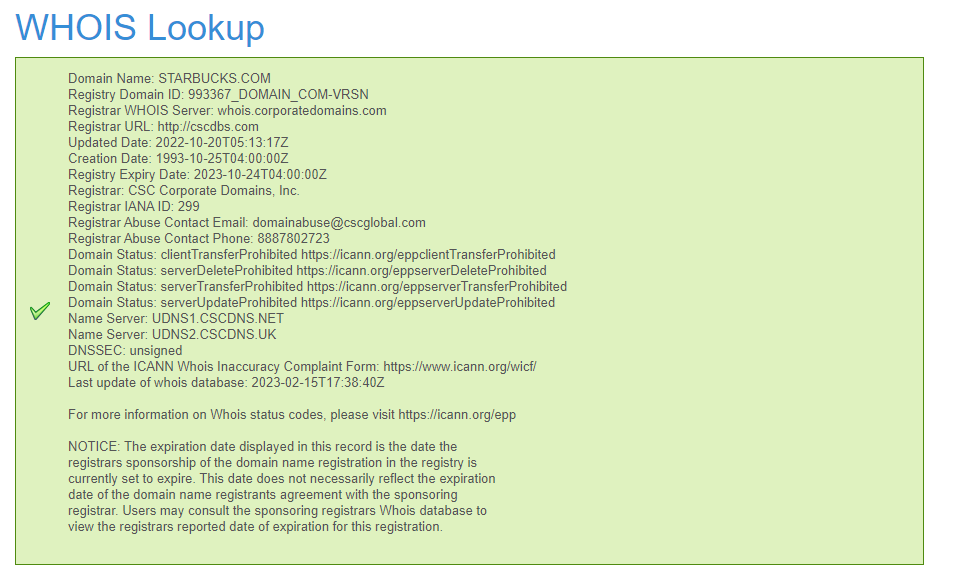 WHOIS Lookup
Domain Name: STARBUCKS.COM
Registry Domain ID: 993367_DOMAIN_COM-VRSN
Registrar WHOIS Server: whois.corporatedomains.com
Registrar URL: http://cscdbs.com
Updated Date: 2022-10-20T05:13:17Z
Creation Date: 1993-10-25T04:00:00Z
Registry Expiry Date: 2023-10-24T04:00:00Z
Registrar: CSC Corporate Domains, Inc.
Registrar IANA ID: 299
Registrar Abuse Contact Email: domainabuse@cscglobal.com
Registrar Abuse Contact Phone: 8887802723
Domain Status: clientTransferProhibited https://icann.org/eppclientTransferProhibited
Domain Status: serverDeleteProhibited https://icann.org/eppserverDeleteProhibited
Domain Status: serverTransferProhibited https://icann.org/eppserverTransferProhibited
Domain Status: serverUpdateProhibited https://icann.org/eppserverUpdateProhibited
Name Server: UDNS1.CSCDNS.NET
Name Server: UDNS2.CSCDNS.UK
DNSSEC: unsigned
URL of the ICANN Whois Inaccuracy Complaint Form: https://www.icann.org/wicf/
Last update of whois database: 2023-02-15T17:38:40Z
For more information on Whois status codes, please visit https://icann.org/epp
NOTICE: The expiration date displayed in this record is the date the
registrars sponsorship of the domain name registration in the registry is
currently set to expire. This date does not necessarily reflect the expiration
date of the domain name registrants agreement with the sponsoring
registrar. Users may consult the sponsoring registrars Whois database to
view the registrars reported date of expiration for this registration.